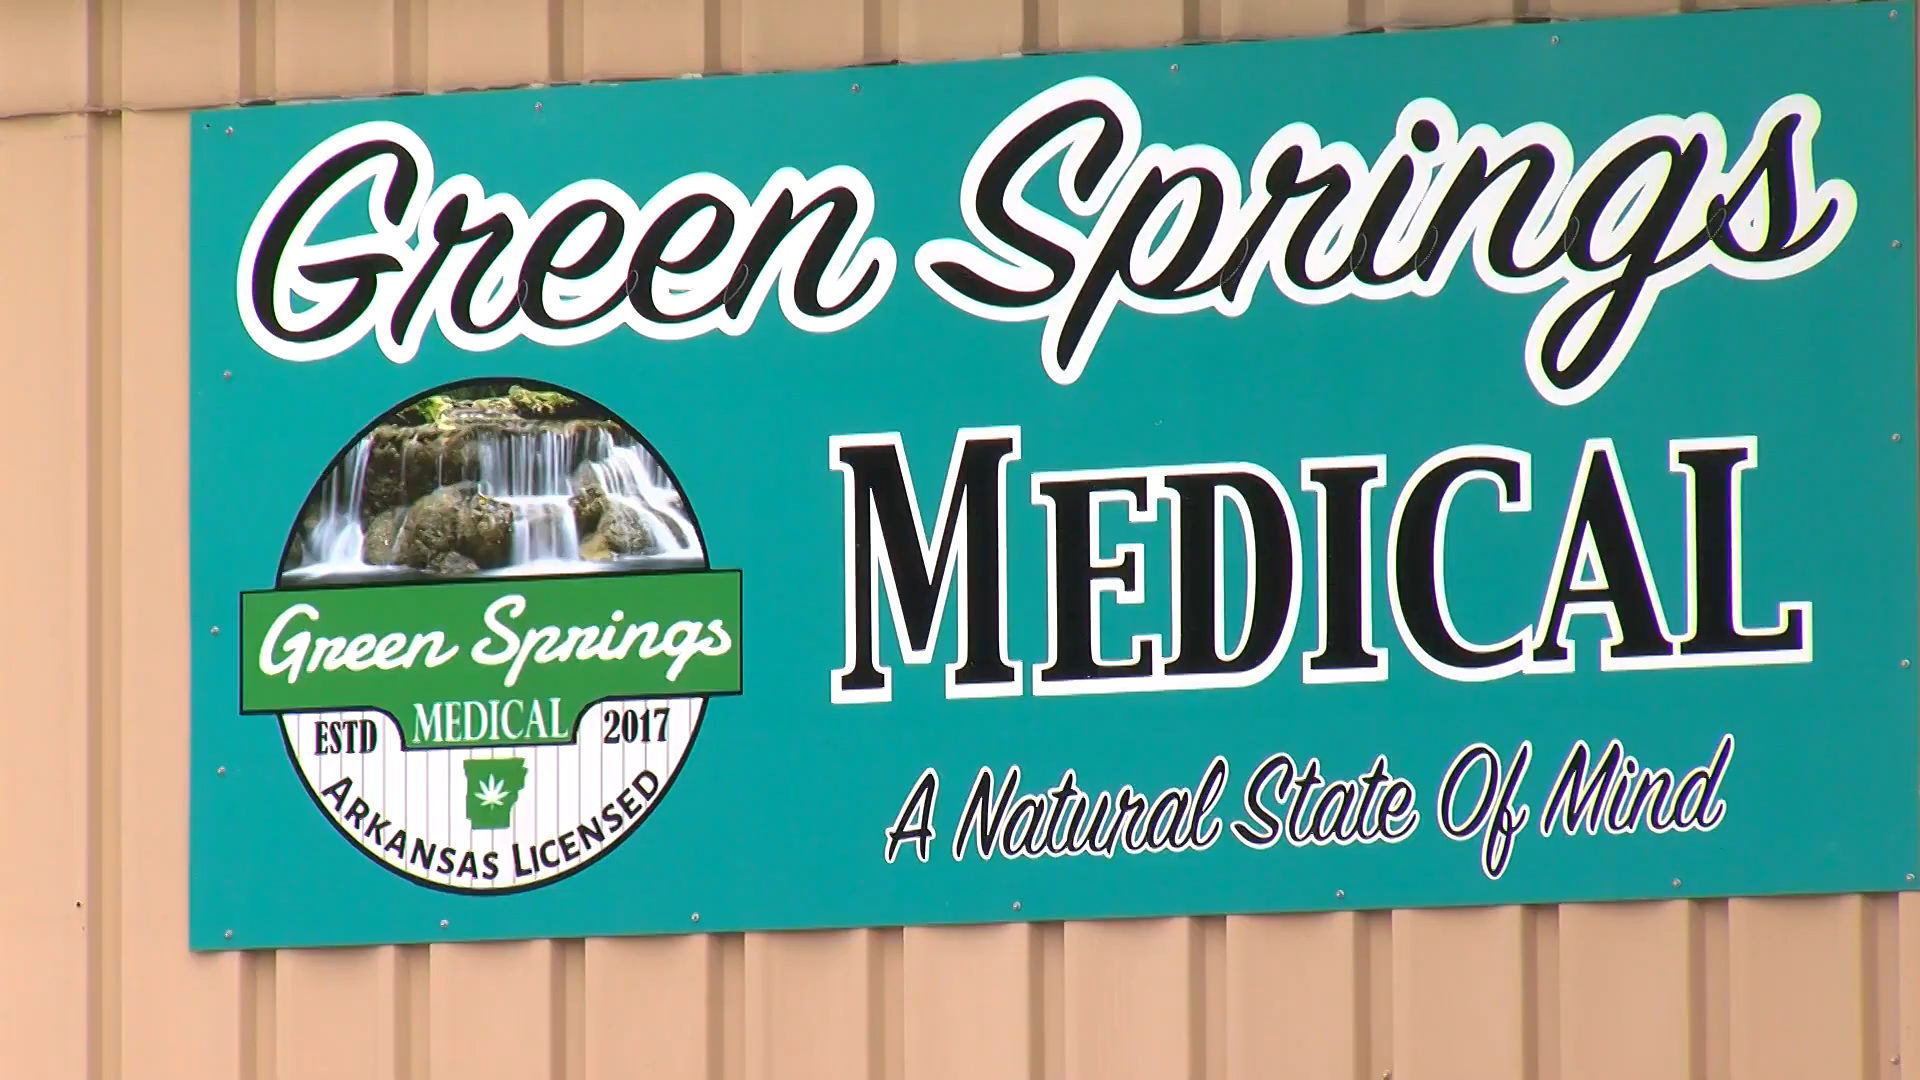 Green Springs
MEDICAL
A Natural State Of Mind
Green Springs
MEDICAL
ESTD 2017
ARKANSAS LICENSED